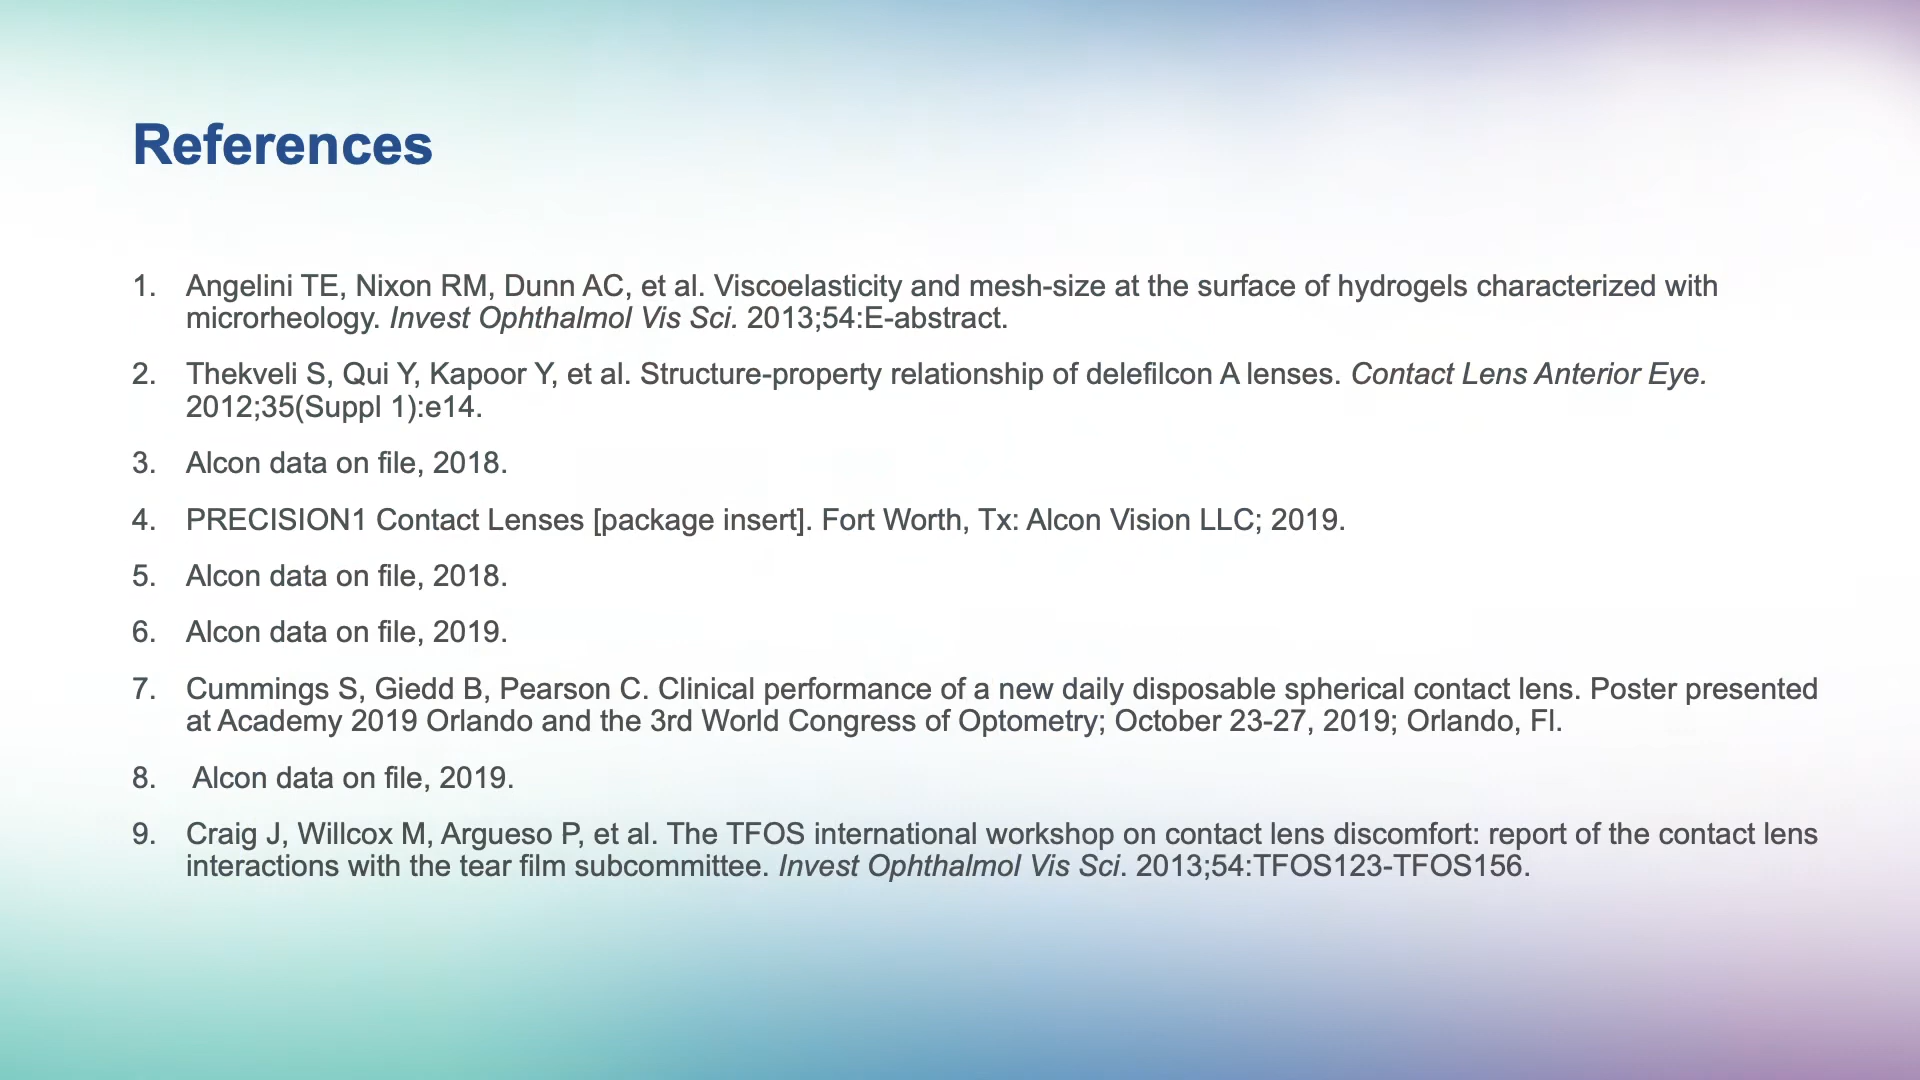 References
1. Angelini TE, Nixon RM, Dunn AC, et al. Viscoelasticity and mesh-size at the surface of hydrogels characterized with
microrheology. Invest Ophthalmol Vis Sci. 2013;54:E-abstract.
2. Thekveli S, Qui Y, Kapoor Y, et al. Structure-property relationship of delefilcon A lenses. Contact Lens Anterior Eye.
2012;35(Suppl 1):e14.
3. Alcon data on file, 2018.
4. PRECISION1 Contact Lenses [package insert]. Fort Worth, Tx: Alcon Vision LLC; 2019.
5. Alcon data on file, 2018.
6. Alcon data on file, 2019.
7. Cummings S, Giedd B, Pearson C. Clinical performance of a new daily disposable spherical contact lens. Poster presented
at Academy 2019 Orlando and the 3rd World Congress of Optometry; October 23-27, 2019; Orlando, Fl.
8. Alcon data on file, 2019.
9. Craig J, Willcox M, Argueso P, et al. The TFOS international workshop on contact lens discomfort: report of the contact lens
interactions with the tear film subcommittee. Invest Ophthalmol Vis Sci. 2013;54:TFOS123-TFOS156.